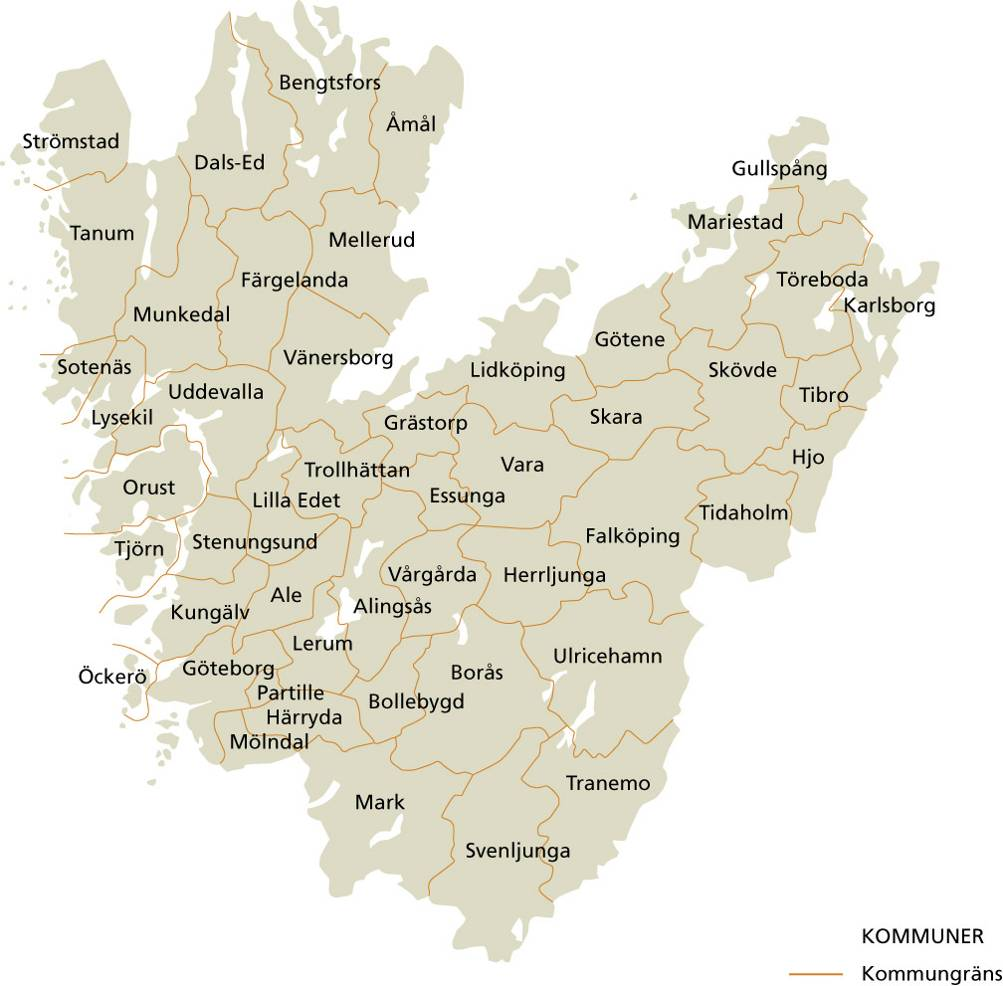 Bengtsfors
Åmål
Strömstad
Dals-Ed
Gullspång
Mariestad
Tanum
Mellerud
Färgelanda
Töreboda
Karlsborg
Munkedal
Götene
Vänersborg
Sotenäs
Lidköping
Skövde
Uddevalla
Tibro
Lysekil
Skara
Grästorp
Hjo
Vara
Trollhättan
Orust
Essunga
Lilla Edet
Tidaholm
Falköping
Stenungsund
Tjörn
Vårgårda
Herrljunga
Ale
Alingsås
Kungälv
Lerum
Ulricehamn
Göteborg
Borås
Öckerö
Partille
Bollebygd
Härryda
Mölndal
Tranemo
Mark
Svenljunga
KOMMUNER
Kommungräns